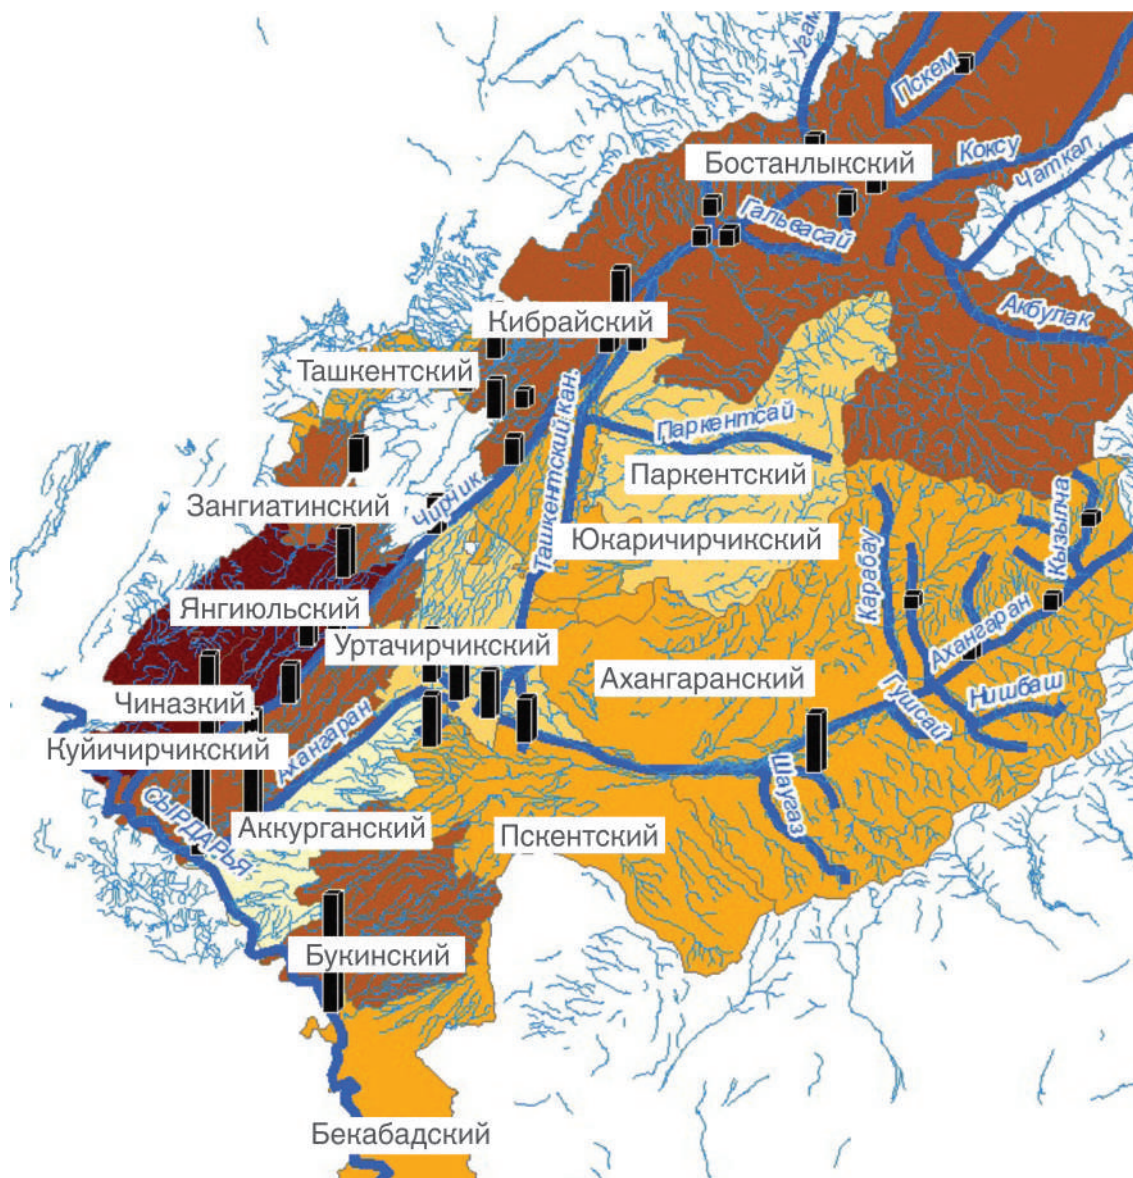 Угам
Пскем
Коксу
Бостанлыкский
Чаткал
Гальвасай
Акбулак
Кибрайский
Ташкентский
Ташкентский кан.
Паркентсай
Паркентский
Зангиатинский
Чирчик
Юкаричирчикский
Кызылча
Карабау
Янгиюльский
Уртачирчикский
Ахангаран
Ахангаранский
Нишбаш
Гушсай
Чиназкий
Куйичирчикский
Ахангаран
Шаугаз
СЫРДАРЬЯ
Аккурганский
Пскентский
Букинский
Бекабадский